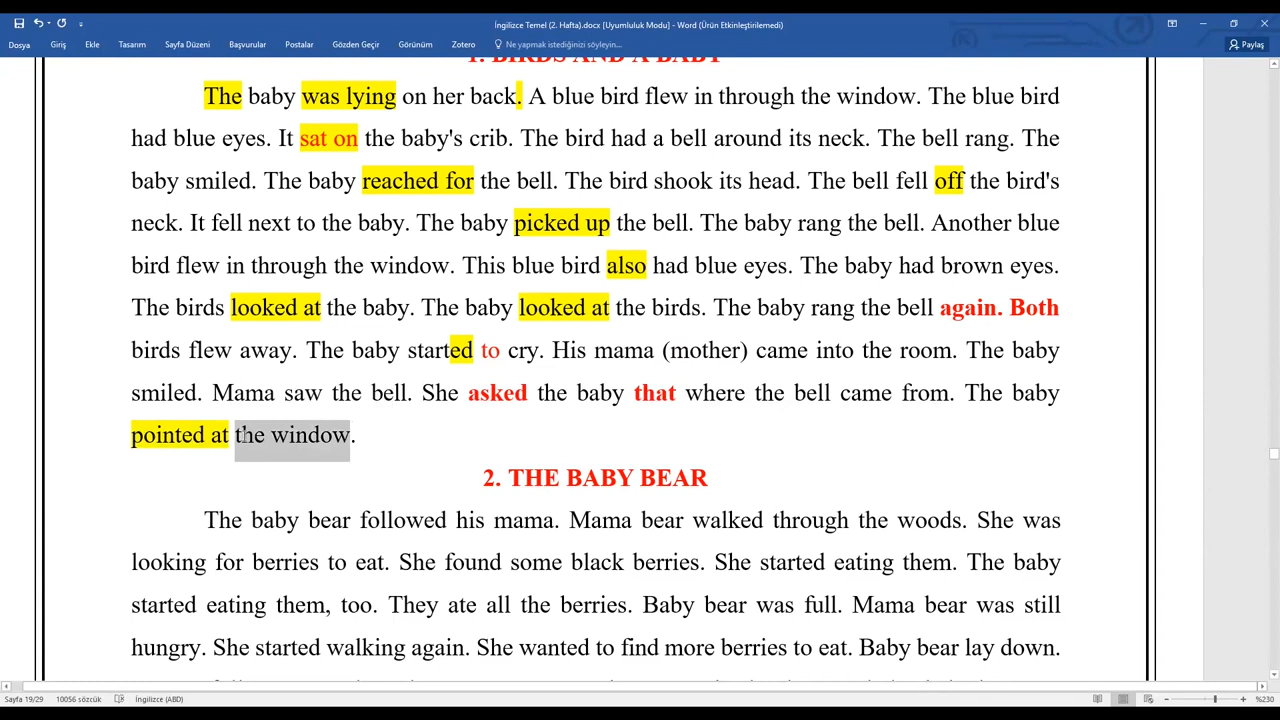 İngilizce Temel (2. Hafta).docx [Uyumluluk Modu] - Word (Ürün Etkinleştirilemedi)
Dosya Giriş Ekle Tasarım Sayfa Düzeni Başvurular Postalar Gözden Geçir Görünüm Zotero Ne yapmak istediğinizi söyleyin... Paylaş
1. BIRDS AND A BABY
The baby was lying on her back. A blue bird flew in through the window. The blue bird
had blue eyes. It sat on the baby's crib. The bird had a bell around its neck. The bell rang. The
baby smiled. The baby reached for the bell. The bird shook its head. The bell fell off the bird's
neck. It fell next to the baby. The baby picked up the bell. The baby rang the bell. Another blue
bird flew in through the window. This blue bird also had blue eyes. The baby had brown eyes.
The birds looked at the baby. The baby looked at the birds. The baby rang the bell again. Both
birds flew away. The baby started to cry. His mama (mother) came into the room. The baby
smiled. Mama saw the bell. She asked the baby that where the bell came from. The baby
pointed at the window.
2. THE BABY BEAR
The baby bear followed his mama. Mama bear walked through the woods. She was
looking for berries to eat. She found some black berries. She started eating them. The baby
started eating them, too. They ate all the berries. Baby bear was full. Mama bear was still
hungry. She started walking again. She wanted to find more berries to eat. Baby bear lay down.
Sayfa 19/29 10056 sözcük İngilizce (ABD) %230